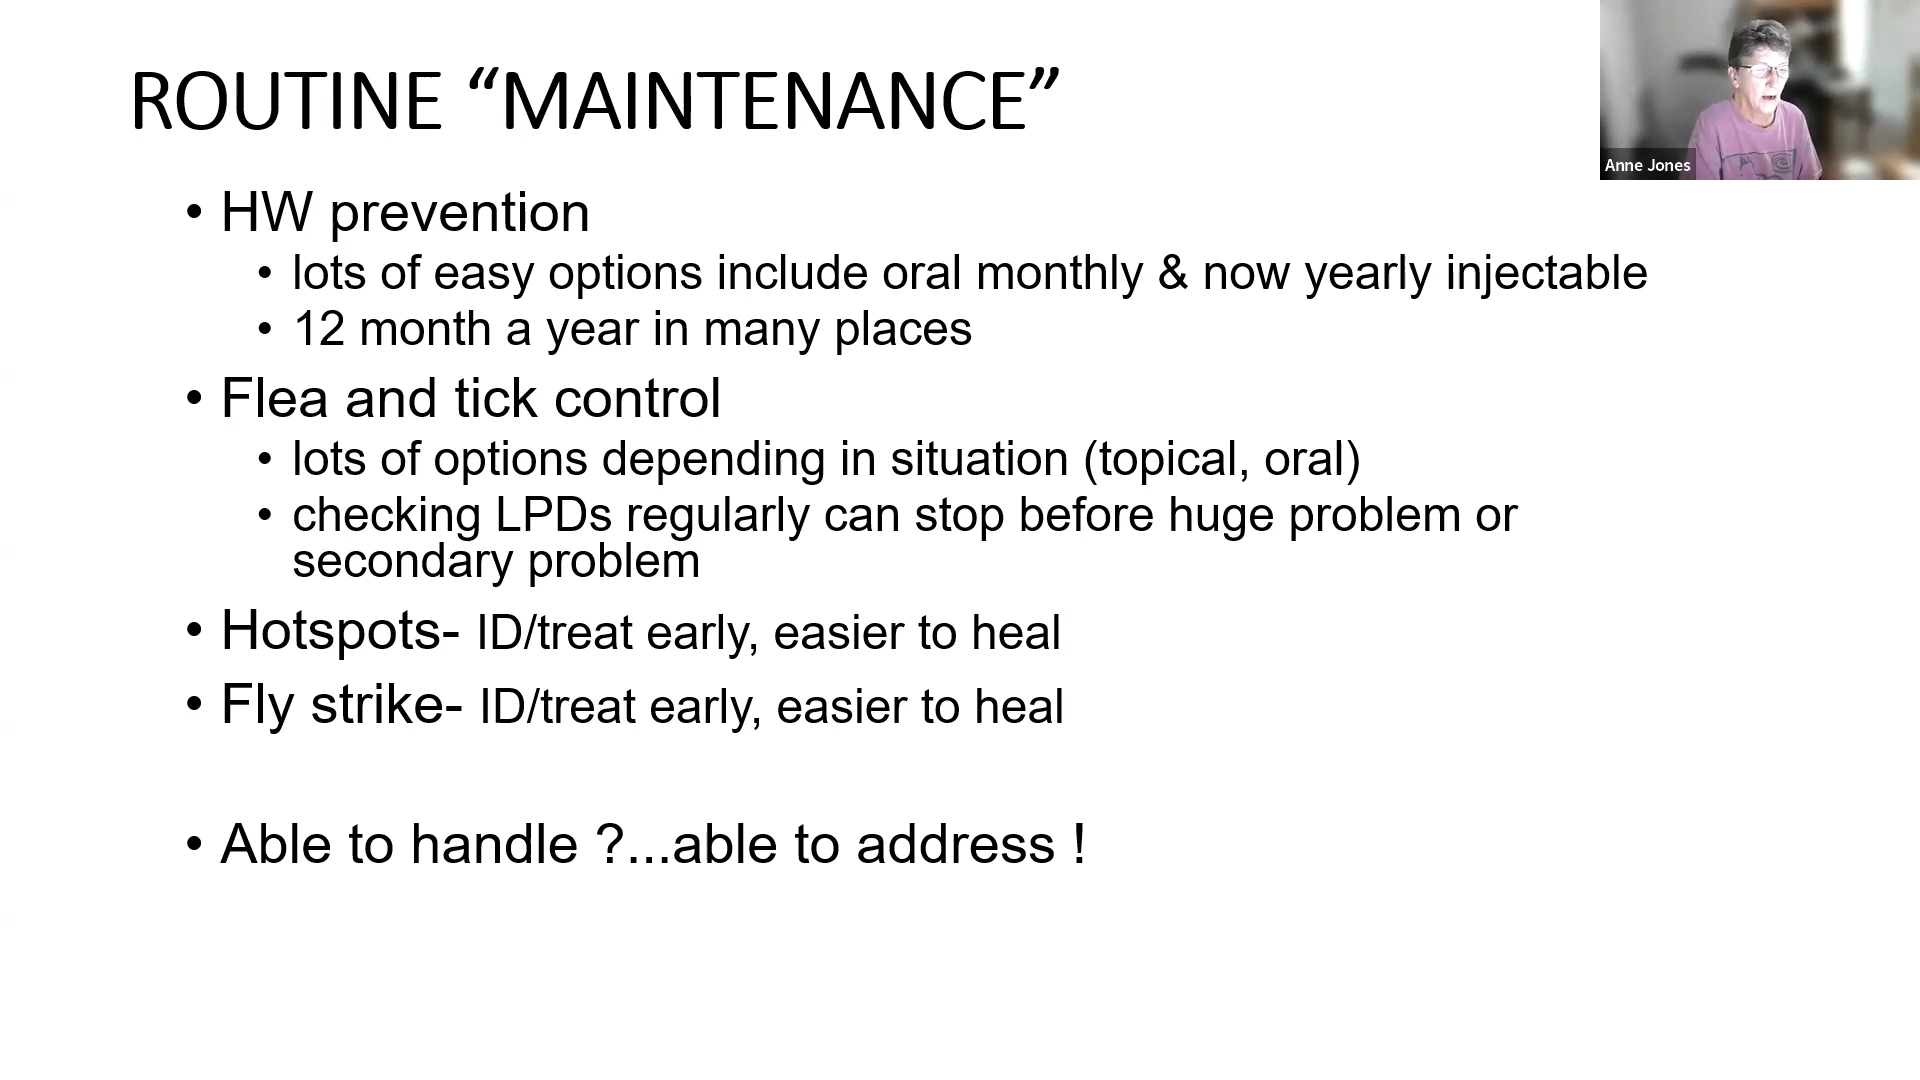 ROUTINE “MAINTENANCE”
Anne Jones
• HW prevention
• lots of easy options include oral monthly & now yearly injectable
• 12 month a year in many places
• Flea and tick control
• lots of options depending in situation (topical, oral)
• checking LPDs regularly can stop before huge problem or
secondary problem
• Hotspots- ID/treat early, easier to heal
• Fly strike- ID/treat early, easier to heal
• Able to handle ?...able to address !